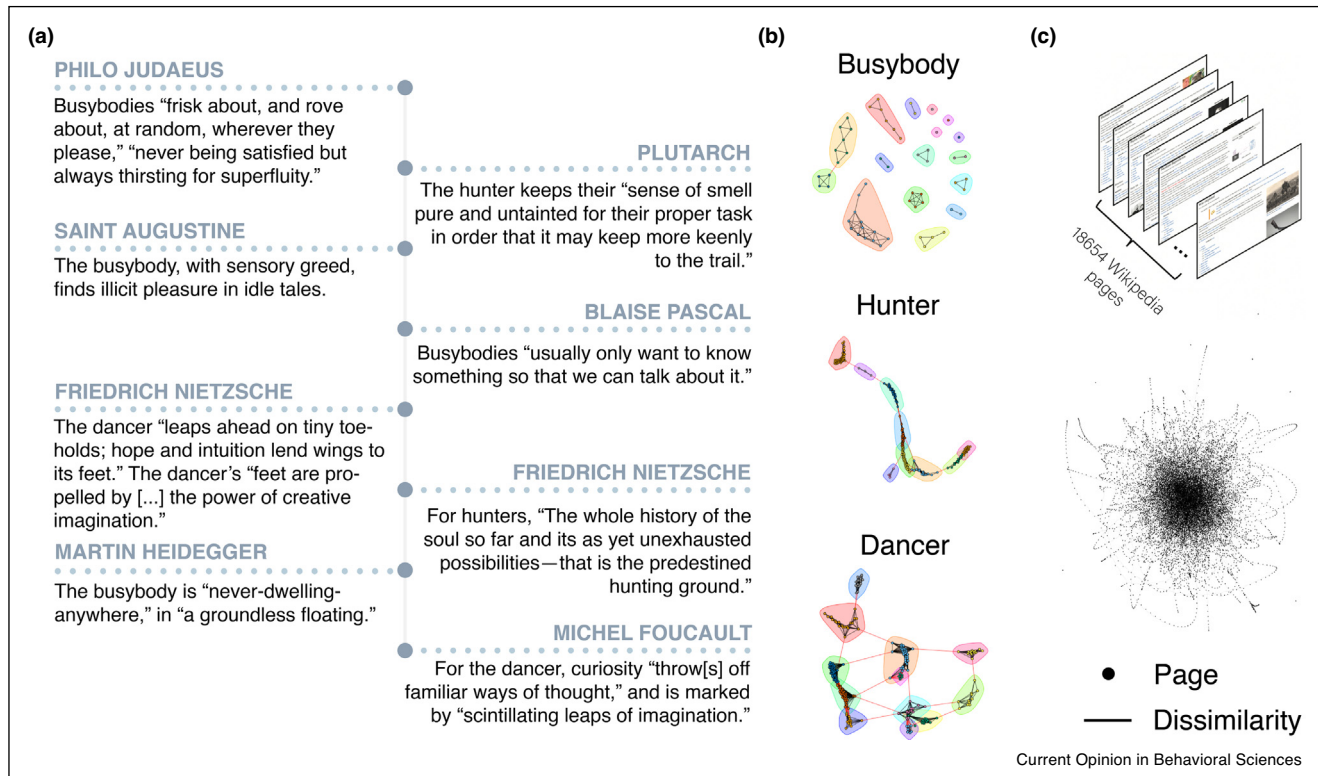 (a)
PHILO JUDAEUS
Busybodies “frisk about, and rove
about, at random, wherever they
please,” “never being satisfied but
always thirsting for superfluity.”
PLUTARCH
The hunter keeps their “sense of smell
pure and untainted for their proper task
in order that it may keep more keenly
to the trail.”
SAINT AUGUSTINE
The busybody, with sensory greed,
finds illicit pleasure in idle tales.
BLAISE PASCAL
Busybodies “usually only want to know
something so that we can talk about it.”
FRIEDRICH NIETZSCHE
The dancer “leaps ahead on tiny toe-
holds; hope and intuition lend wings to
its feet.” The dancer’s “feet are pro-
pelled by [...] the power of creative
imagination.”
FRIEDRICH NIETZSCHE
For hunters, “The whole history of the
soul so far and its as yet unexhausted
possibilities—that is the predestined
hunting ground.”
MARTIN HEIDEGGER
The busybody is “never-dwelling-
anywhere,” in “a groundless floating.”
MICHEL FOUCAULT
For the dancer, curiosity “throw[s] off
familiar ways of thought,” and is marked
by “scintillating leaps of imagination.”
(b)
Busybody
Hunter
Dancer
(c)
18654 Wikipedia
pages
...
Page
Dissimilarity
Current Opinion in Behavioral Sciences